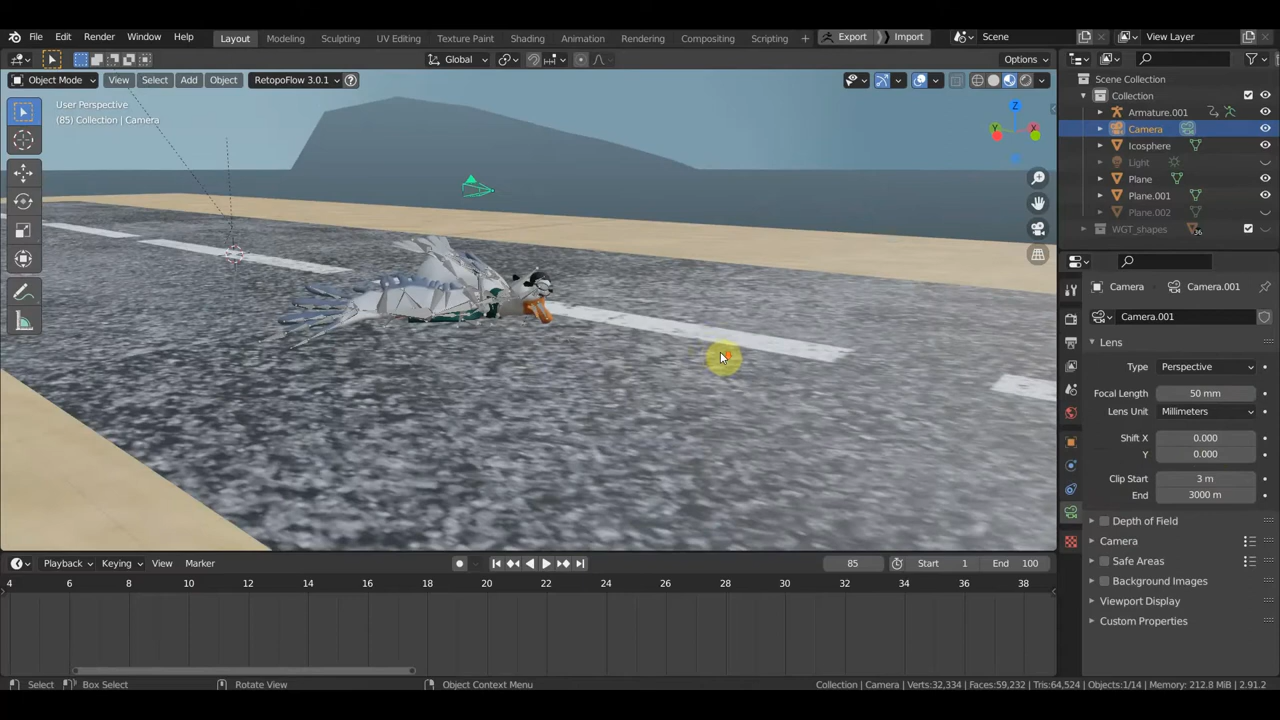 File Edit Render Window Help Layout Modeling Sculpting UV Editing Texture Paint Shading Animation Rendering Compositing Scripting + Export Import Scene View Layer
Global Options
Object Mode View Select Add Object RetopoFlow 3.0.1
User Perspective
(85) Collection | Camera
Z
Y X
Scene Collection
Collection
Armature.001
Camera
Icosphere
Light
Plane
Plane.001
Plane.002
WGT_shapes 36
Camera Camera.001
Camera.001
Lens
Type Perspective
Focal Length 50 mm
Lens Unit Millimeters
Shift X 0.000
Y 0.000
Clip Start 3 m
End 3000 m
Depth of Field
Camera
Safe Areas
Background Images
Viewport Display
Custom Properties
Playback Keying View Marker 85 Start 1 End 100
4 6 8 10 12 14 16 18 20 22 24 26 28 30 32 34 36 38
Select Box Select Rotate View Object Context Menu Collection | Camera | Verts:32,334 | Faces:59,232 | Tris:64,524 | Objects:1/14 | Memory: 212.8 MiB | 2.91.2